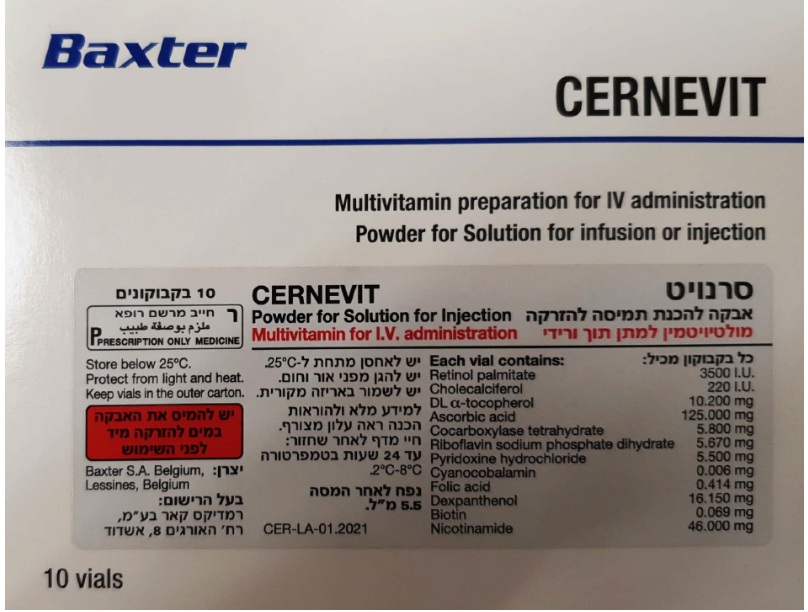 Baxter
CERNEVIT
Multivitamin preparation for IV administration
Powder for Solution for infusion or injection
10 בקבוקונים
ר חייב מרשם רופא
ملزم بوصفة طبيب
P PRESCRIPTION ONLY MEDICINE
CERNEVIT
סרנויט
Powder for Solution for Injection אבקה להכנת תמיסה להזרקה
Multivitamin for I.V. administration מולטיויטמין למתן תוך ורידי
Store below 25°C.
Protect from light and heat.
Keep vials in the outer carton.
יש להמיס את האבקה
במים להזרקה מיד
לפני השימוש
Baxter S.A. Belgium, יצרן:
Lessines, Belgium
בעל הרישום:
רמדיקס קאר בע"מ,
רח' האורגים 8, אשדוד
יש לאחסן מתחת ל-25°C.
יש להגן מפני אור וחום.
יש לשמור באריזה מקורית.
למידע מלא ולהוראות
הכנה ראה עלון מצורף.
חיי מדף לאחר שחזור:
עד 24 שעות בטמפרטורה
2°C-8°C.
נפח לאחר המסה
5.5 מ"ל.
CER-LA-01.2021
Each vial contains: כל בקבוקון מכיל:
Retinol palmitate 3500 I.U.
Cholecalciferol 220 I.U.
DL α-tocopherol 10.200 mg
Ascorbic acid 125.000 mg
Cocarboxylase tetrahydrate 5.800 mg
Riboflavin sodium phosphate dihydrate 5.670 mg
Pyridoxine hydrochloride 5.500 mg
Cyanocobalamin 0.006 mg
Folic acid 0.414 mg
Dexpanthenol 16.150 mg
Biotin 0.069 mg
Nicotinamide 46.000 mg
10 vials